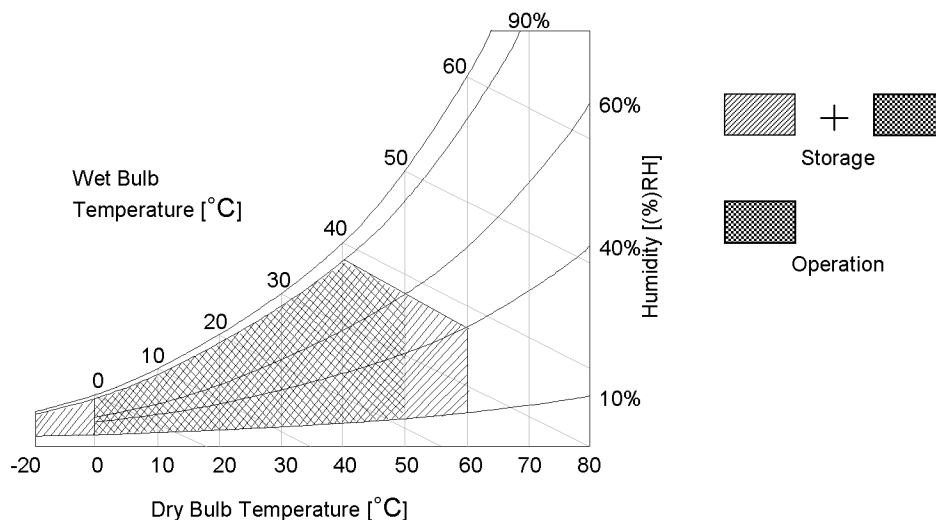 90%
60
60%
50
Wet Bulb
Temperature [°C]
Storage
40
40%
Humidity [(%)RH]
30
Operation
20
10
0
10%
-20 0 10 20 30 40 50 60 70 80
Dry Bulb Temperature [°C]